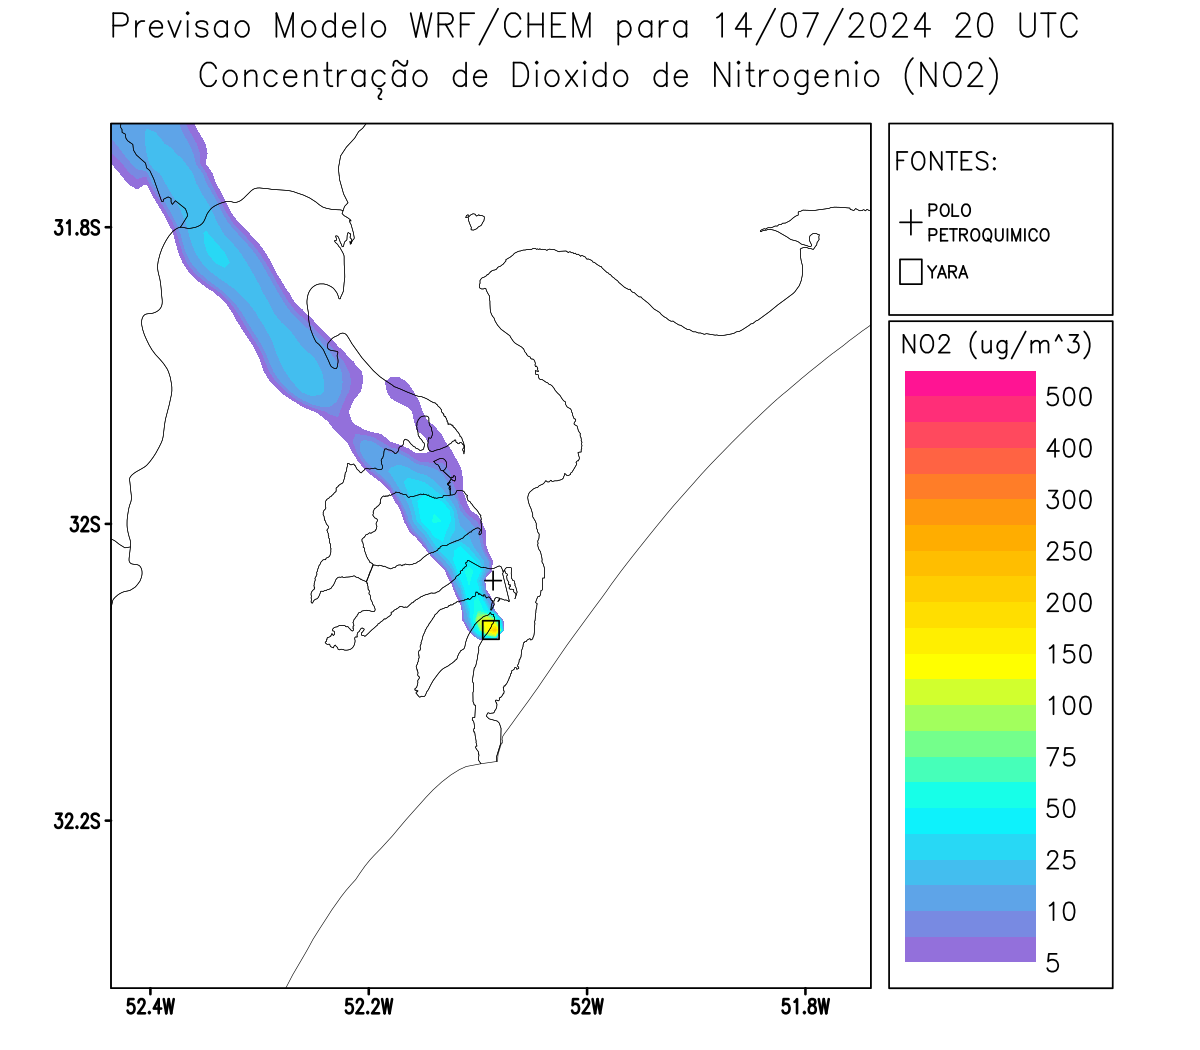 Previsao Modelo WRF/CHEM para 14/07/2024 20 UTC
Concentração de Dioxido de Nitrogenio (NO2)
FONTES:
POLO
PETROQUIMICO
YARA
NO2 (ug/m^3)
500
400
300
250
200
150
100
75
50
25
10
5
31.8S
32S
32.2S
52.4W
52.2W
52W
51.8W